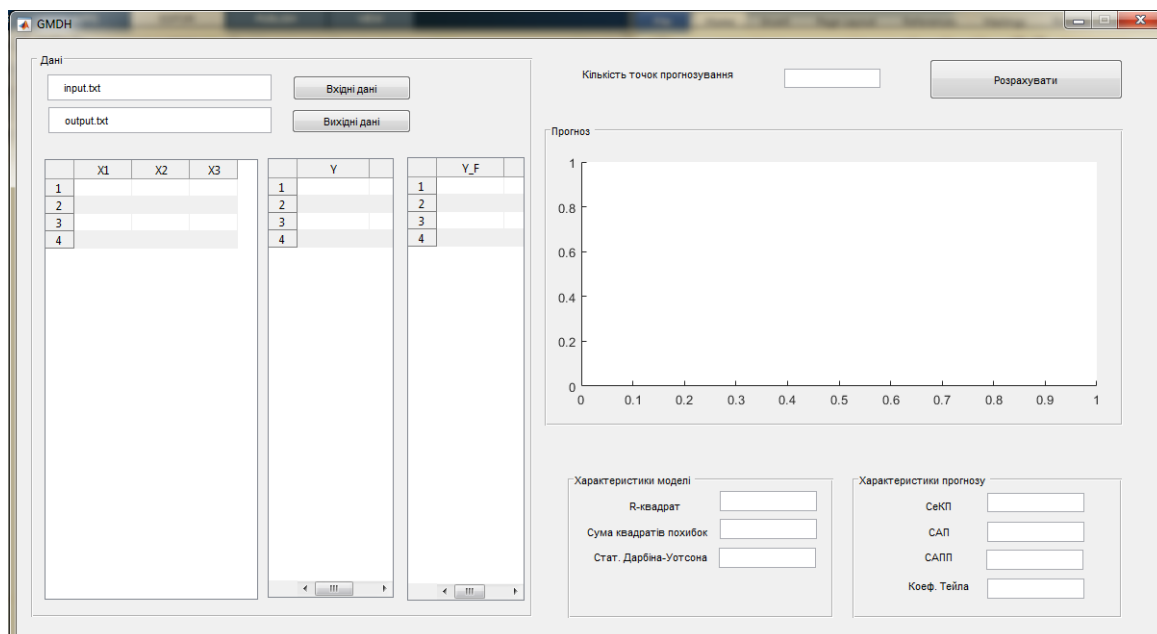 GMDH
Дані
input.txt
Вхідні дані
output.txt
Вихідні дані
X1 X2 X3
1
2
3
4
Y
1
2
3
4
Y_F
1
2
3
4
Кількість точок прогнозування
Розрахувати
Прогноз
1
0.8
0.6
0.4
0.2
0
0 0.1 0.2 0.3 0.4 0.5 0.6 0.7 0.8 0.9 1
Характеристики моделі
R-квадрат
Сума квадратів похибок
Стат. Дарбіна-Уотсона
Характеристики прогнозу
СеКП
САП
САПП
Коеф. Тейла